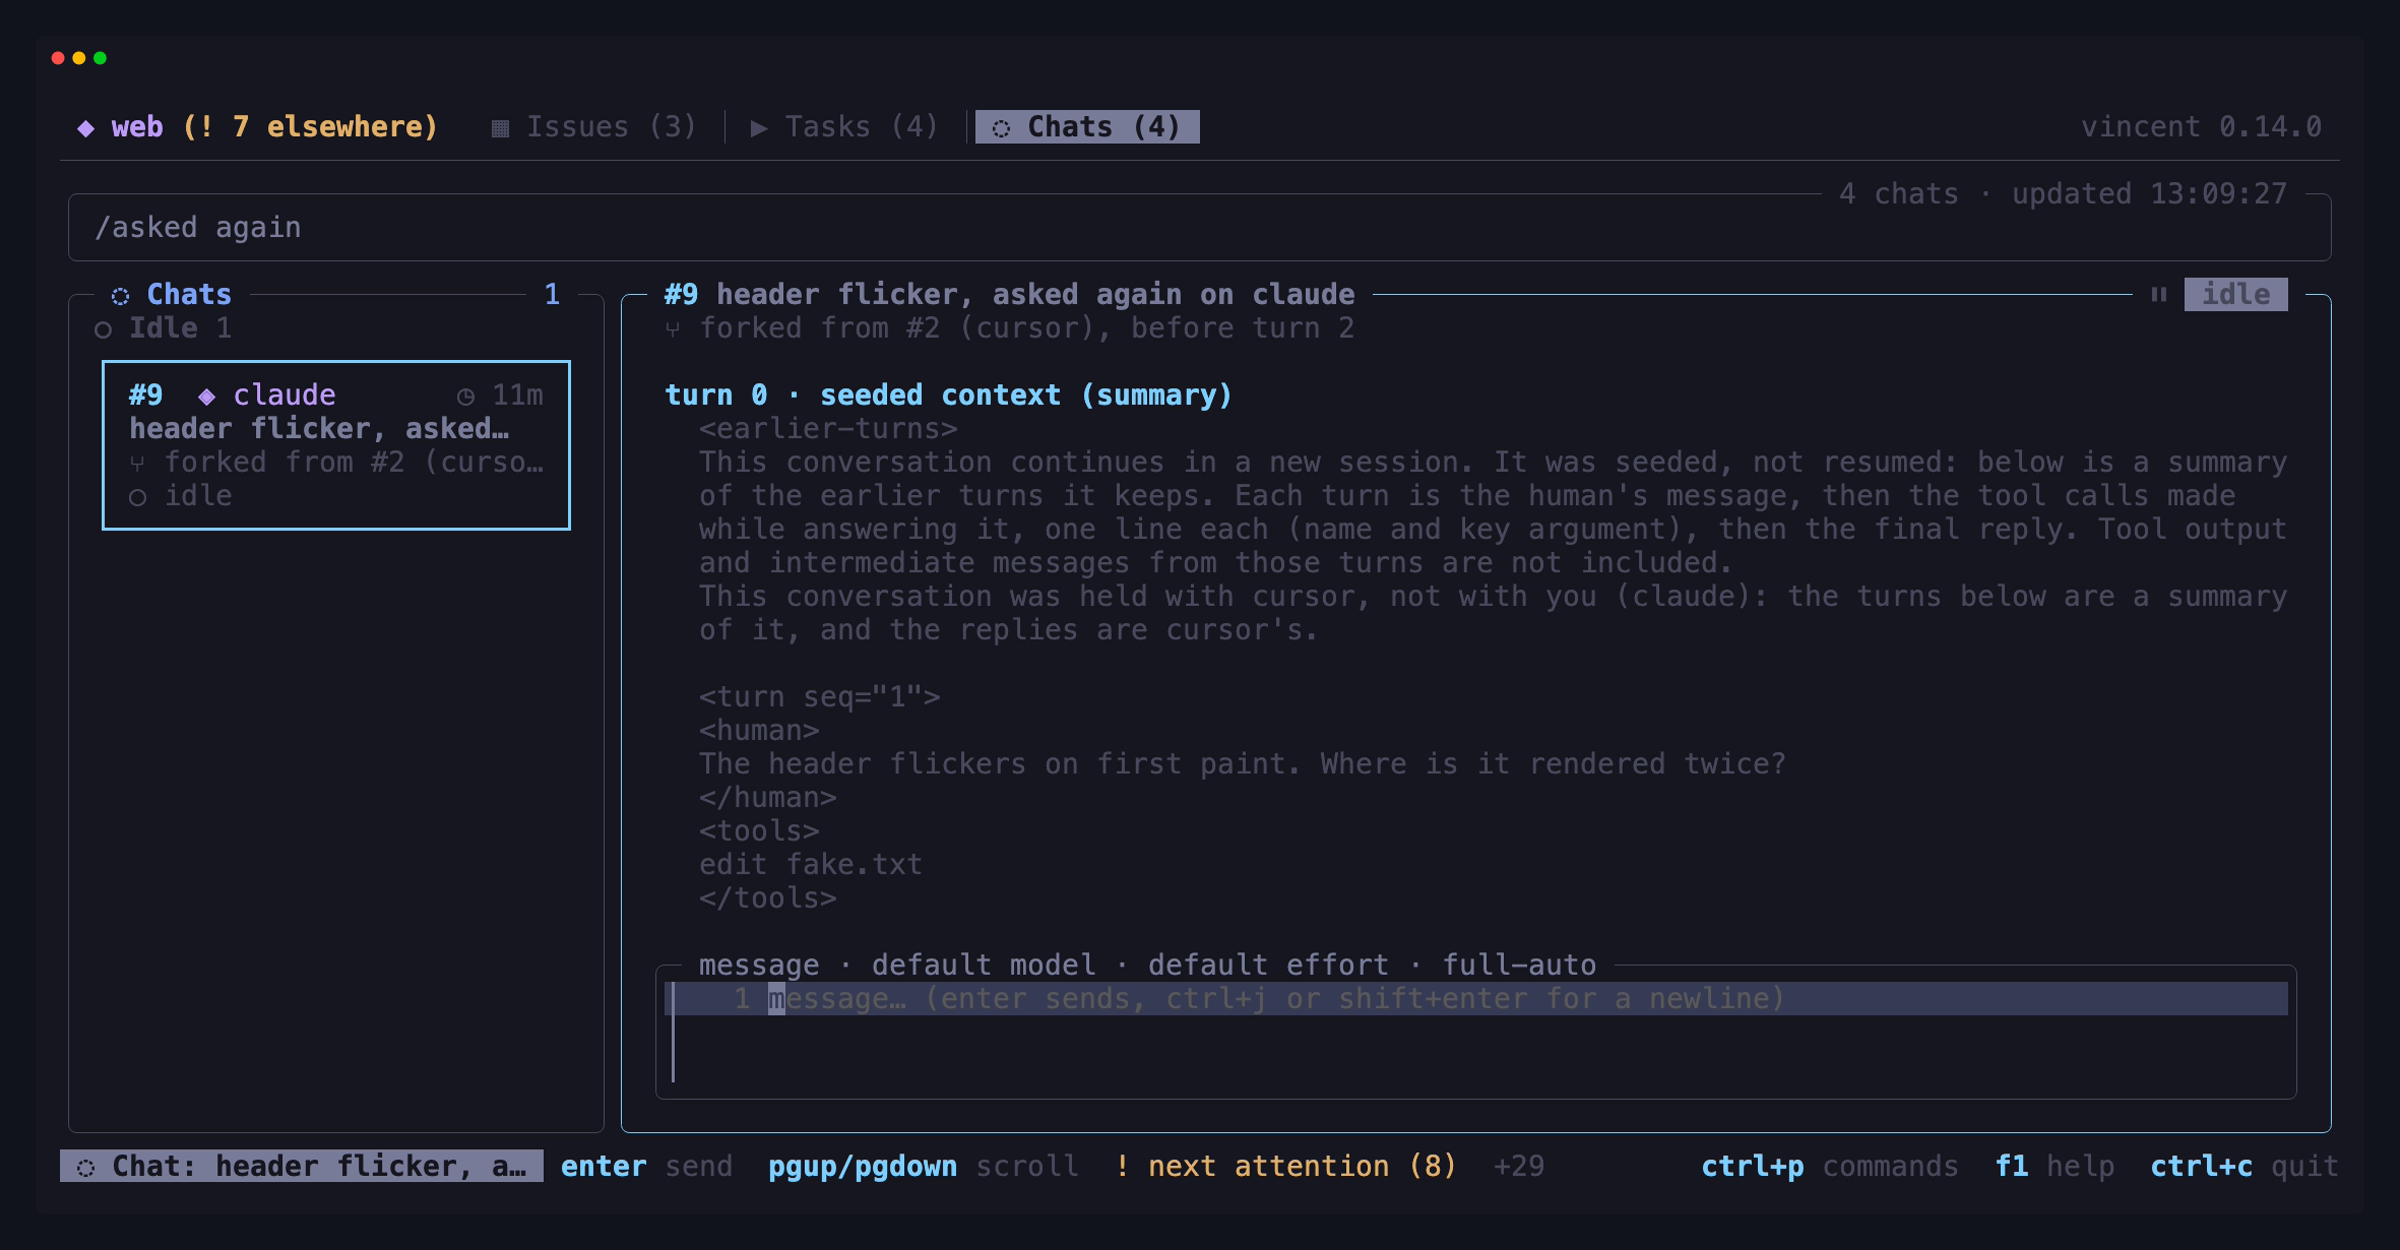 ◆ web (! 7 elsewhere) ▦ Issues (3) │ ▶ Tasks (4) │ ◌ Chats (4) vincent 0.14.0
4 chats · updated 13:09:27
/asked again
◌ Chats 1
○ Idle 1
#9 ◈ claude ◷ 11m
header flicker, asked…
⑂ forked from #2 (curso…
○ idle
#9 header flicker, asked again on claude ⏸ idle
⑂ forked from #2 (cursor), before turn 2
turn 0 · seeded context (summary)
<earlier-turns>
This conversation continues in a new session. It was seeded, not resumed: below is a summary
of the earlier turns it keeps. Each turn is the human's message, then the tool calls made
while answering it, one line each (name and key argument), then the final reply. Tool output
and intermediate messages from those turns are not included.
This conversation was held with cursor, not with you (claude): the turns below are a summary
of it, and the replies are cursor's.
<turn seq="1">
<human>
The header flickers on first paint. Where is it rendered twice?
</human>
<tools>
edit fake.txt
</tools>
message · default model · default effort · full-auto
1 message… (enter sends, ctrl+j or shift+enter for a newline)
◌ Chat: header flicker, a… enter send pgup/pgdown scroll ! next attention (8) +29 ctrl+p commands f1 help ctrl+c quit